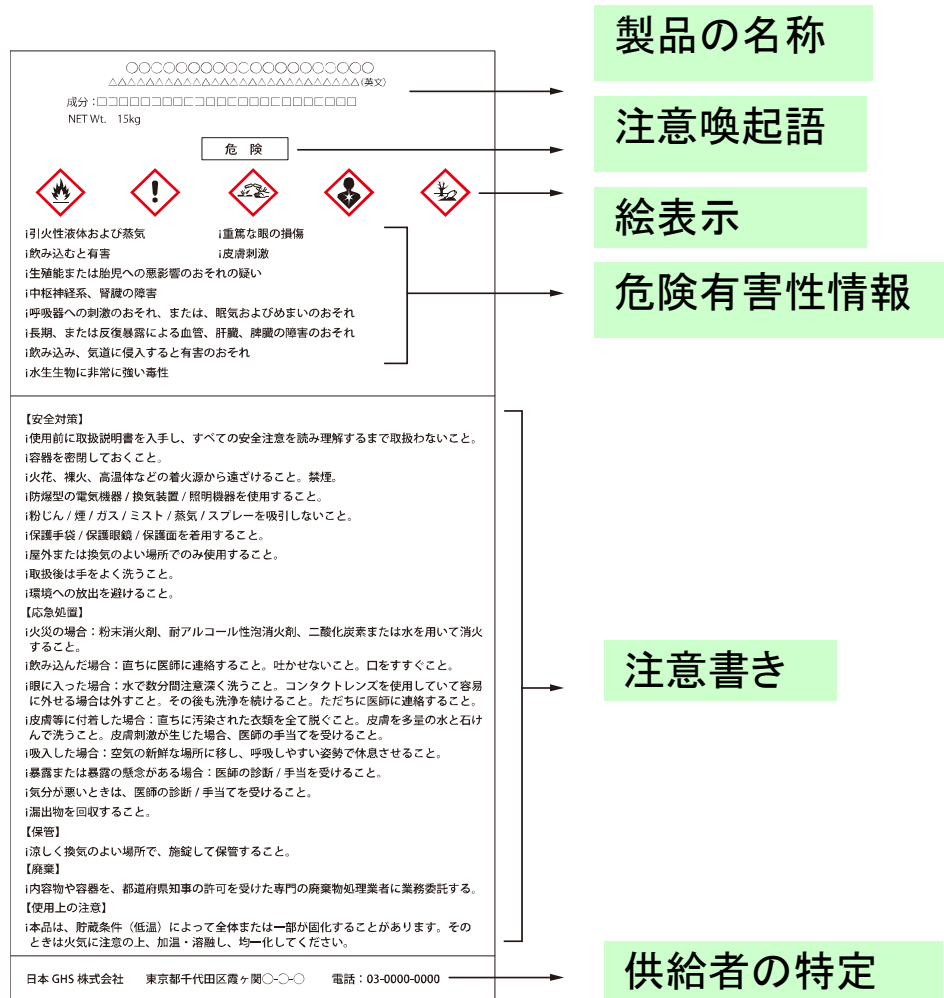 製品の名称
○○○○○○○○○○○○○○○○○○○○
△△△△△△△△△△△△△△△△△△△△△△(英文)
成分：□□□□□□□□□□□□□□□□□□□□□□□□
NET Wt. 15kg
注意喚起語
危 険
絵表示
危険有害性情報
¡引火性液体および蒸気 ¡重篤な眼の損傷
¡飲み込むと有害 ¡皮膚刺激
¡生殖能または胎児への悪影響のおそれの疑い
¡中枢神経系、腎臓の障害
¡呼吸器への刺激のおそれ、または、眠気およびめまいのおそれ
¡長期、または反復暴露による血管、肝臓、脾臓の障害のおそれ
¡飲み込み、気道に侵入すると有害のおそれ
¡水生生物に非常に強い毒性
【安全対策】
¡使用前に取扱説明書を入手し、すべての安全注意を読み理解するまで取扱わないこと。
¡容器を密閉しておくこと。
¡火花、裸火、高温体などの着火源から遠ざけること。禁煙。
¡防爆型の電気機器 / 換気装置 / 照明機器を使用すること。
¡粉じん / 煙 / ガス / ミスト / 蒸気 / スプレーを吸引しないこと。
¡保護手袋 / 保護眼鏡 / 保護面を着用すること。
¡屋外または換気のよい場所でのみ使用すること。
¡取扱後は手をよく洗うこと。
¡環境への放出を避けること。
【応急処置】
¡火災の場合：粉末消火剤、耐アルコール性泡消火剤、二酸化炭素または水を用いて消火
すること。
¡飲み込んだ場合：直ちに医師に連絡すること。吐かせないこと。口をすすぐこと。
¡眼に入った場合：水で数分間注意深く洗うこと。コンタクトレンズを使用していて容易
に外せる場合は外すこと。その後も洗浄を続けること。ただちに医師に連絡すること。
¡皮膚等に付着した場合：直ちに汚染された衣類を全て脱ぐこと。皮膚を多量の水と石け
んで洗うこと。皮膚刺激が生じた場合、医師の手当てを受けること。
¡吸入した場合：空気の新鮮な場所に移し、呼吸しやすい姿勢で休息させること。
¡暴露または暴露の懸念がある場合：医師の診断 / 手当を受けること。
¡気分が悪いときは、医師の診断 / 手当てを受けること。
¡漏出物を回収すること。
【保管】
¡涼しく換気のよい場所で、施錠して保管すること。
【廃棄】
¡内容物や容器を、都道府県知事の許可を受けた専門の廃棄物処理業者に業務委託する。
【使用上の注意】
¡本品は、貯蔵条件（低温）によって全体または一部が固化することがあります。その
ときは火気に注意の上、加温・溶融し、均一化してください。
注意書き
日本 GHS 株式会社 東京都千代田区霞ヶ関○-○-○ 電話：03-0000-0000
供給者の特定